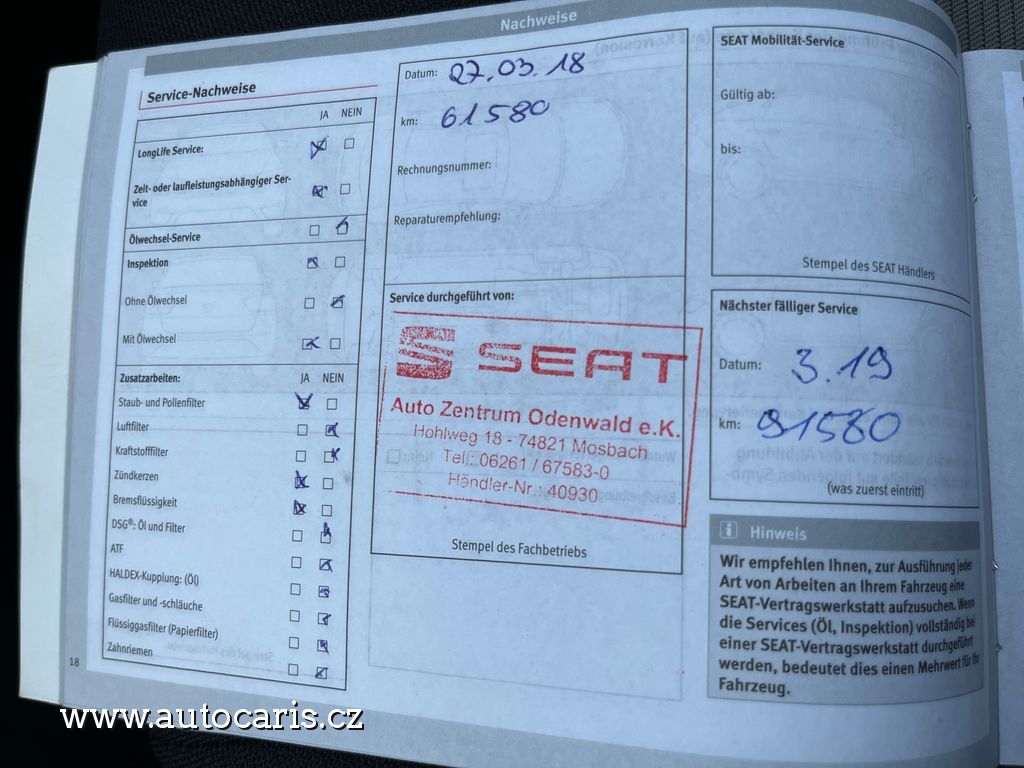 Nachweise
Service-Nachweise
JA NEIN
LongLife Service:
Zeit- oder laufleistungsabhängiger Ser-
vice
Ölwechsel-Service
Inspektion
Ohne Ölwechsel
Mit Ölwechsel
Zusatzarbeiten: JA NEIN
Staub- und Pollenfilter
Luftfilter
Kraftstofffilter
Zündkerzen
Bremsflüssigkeit
DSG®: Öl und Filter
ATF
HALDEX-Kupplung: (Öl)
Gasfilter und -schläuche
Flüssiggasfilter (Papierfilter)
Zahnriemen
18
Datum: 27.03.18
km: 61580
Rechnungsnummer:
Reparaturempfehlung:
Service durchgeführt von:
SEAT
Auto Zentrum Odenwald e.K.
Hohlweg 18 - 74821 Mosbach
Tel.: 06261 / 67583-0
Händler-Nr.: 40930
Stempel des Fachbetriebs
SEAT Mobilität-Service
Gültig ab:
bis:
Stempel des SEAT Händlers
Nächster fälliger Service
Datum: 3.19
km: 91580
(was zuerst eintritt)
Hinweis
Wir empfehlen Ihnen, zur Ausführung jeder
Art von Arbeiten an Ihrem Fahrzeug eine
SEAT-Vertragswerkstatt aufzusuchen. Wenn
die Services (Öl, Inspektion) vollständig bei
einer SEAT-Vertragswerkstatt durchgeführt
werden, bedeutet dies einen Mehrwert für Ihr
Fahrzeug.
www.autocaris.cz